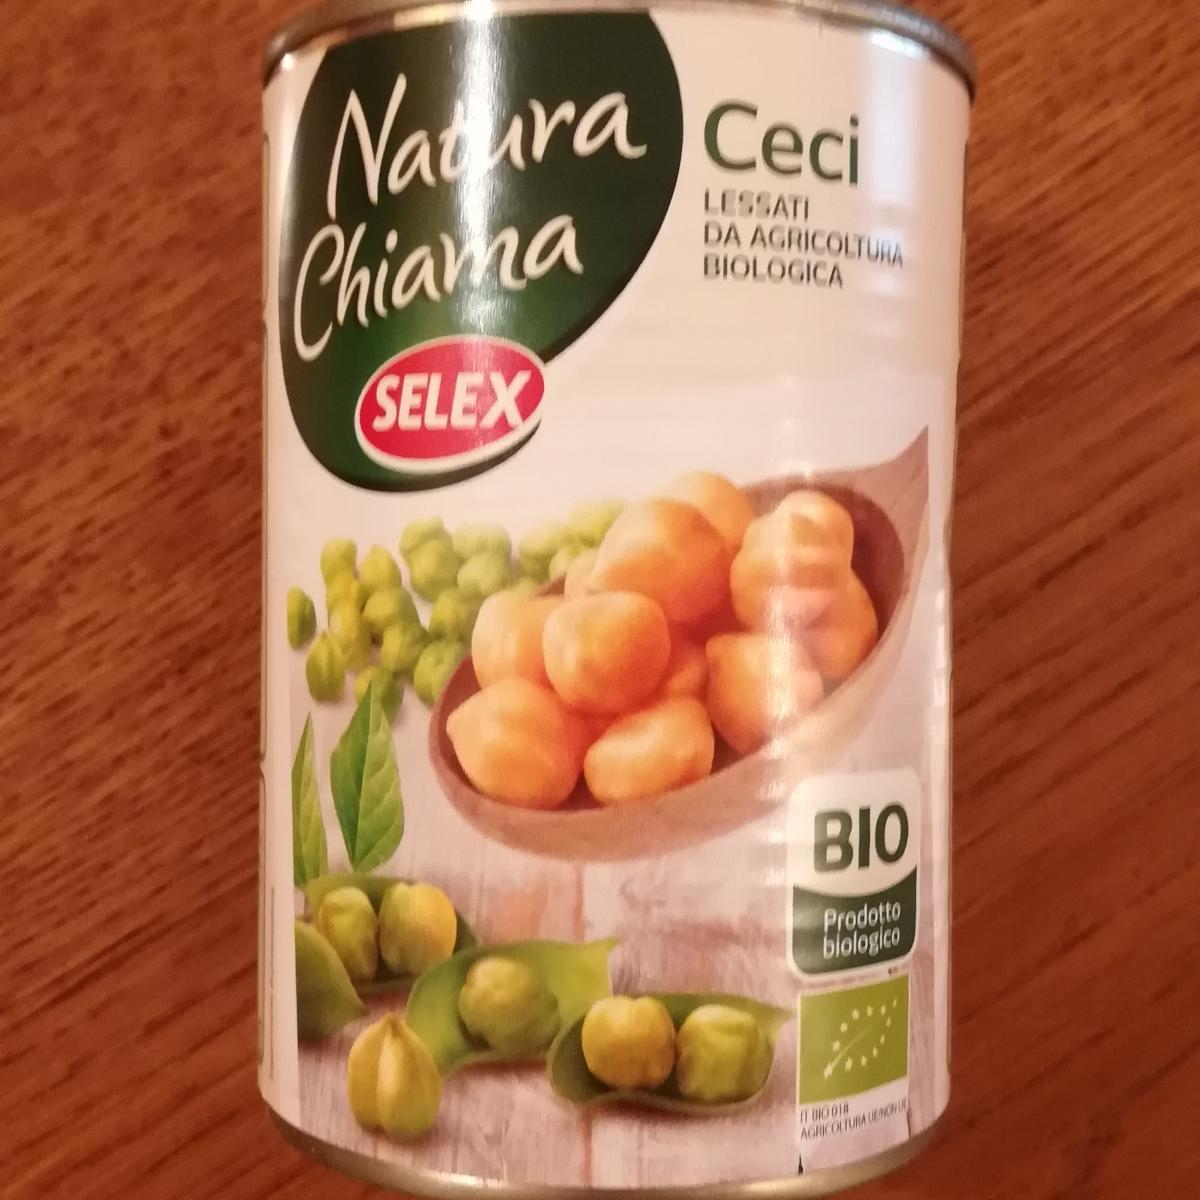 Natura
Chiama
SELEX
Ceci
LESSATI
DA AGRICOLTURA
BIOLOGICA
BIO
Prodotto
biologico
IT BIO 018
AGRICOLTURA UE/NON UE